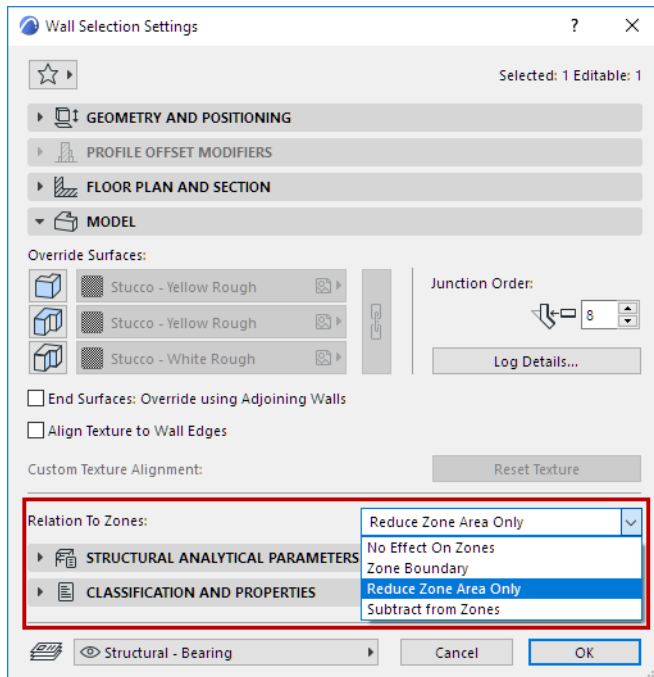 Wall Selection Settings ? ×
Selected: 1 Editable: 1
GEOMETRY AND POSITIONING
PROFILE OFFSET MODIFIERS
FLOOR PLAN AND SECTION
MODEL
Override Surfaces:
Stucco - Yellow Rough
Stucco - Yellow Rough
Stucco - White Rough
Junction Order:
8
Log Details...
End Surfaces: Override using Adjoining Walls
Align Texture to Wall Edges
Custom Texture Alignment:
Reset Texture
Relation To Zones:
Reduce Zone Area Only
No Effect On Zones
Zone Boundary
Reduce Zone Area Only
Subtract from Zones
STRUCTURAL ANALYTICAL PARAMETERS
CLASSIFICATION AND PROPERTIES
Structural - Bearing
Cancel
OK